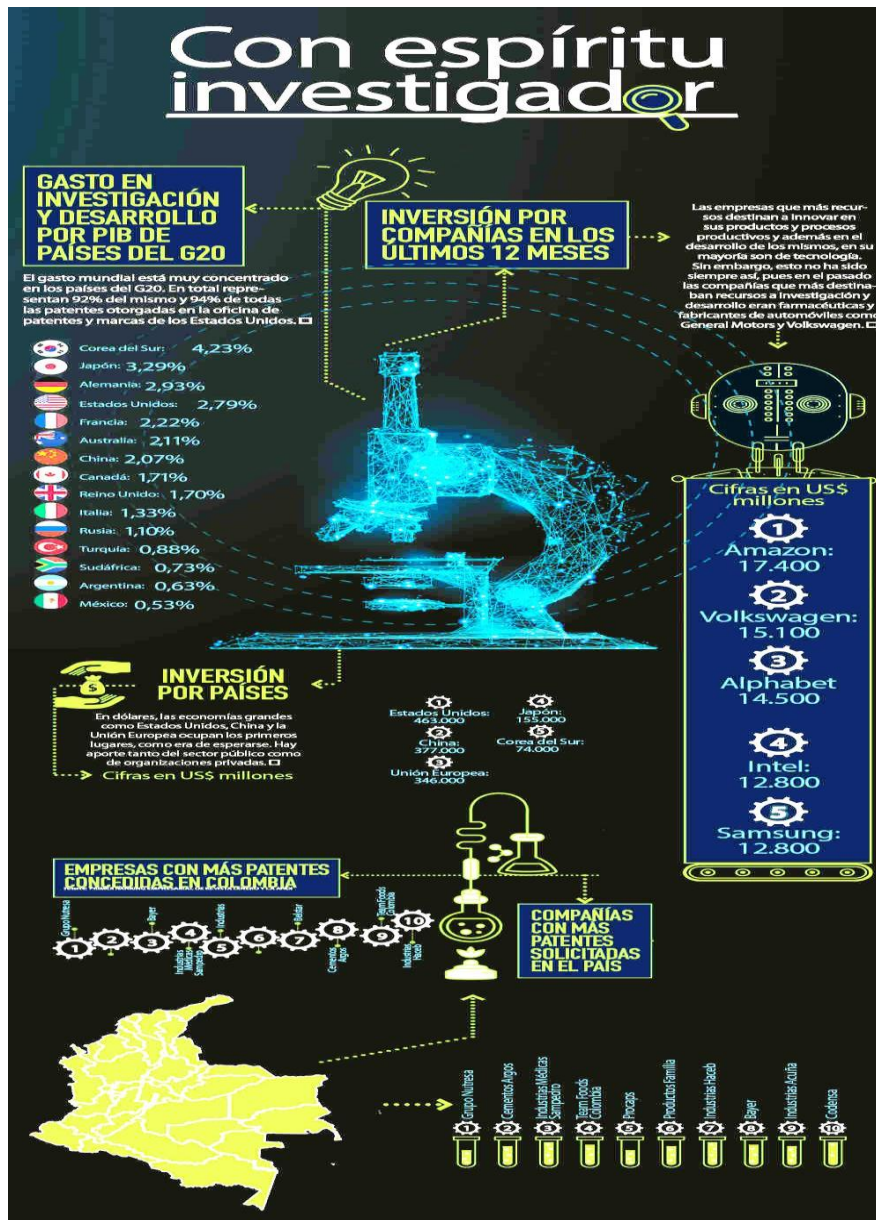 Con espíritu
investigador
GASTO EN
INVESTIGACIÓN
Y DESARROLLO
POR PIB DE
PAÍSES DEL G20
El gasto mundial está muy concentrado
en los países del G20. En total repre-
sentan 92% del mismo y 94% de todas
las patentes otorgadas en la oficina de
patentes y marcas de los Estados Unidos.
Corea del Sur: 4,23%
Japón: 3,29%
Alemania: 2,93%
Estados Unidos: 2,79%
Francia: 2,22%
Australia: 2,11%
China: 2,07%
Canadá: 1,71%
Reino Unido: 1,70%
Italia: 1,33%
Rusia: 1,10%
Turquía: 0,88%
Sudáfrica: 0,73%
Argentina: 0,63%
México: 0,53%
INVERSIÓN POR
COMPAÑÍAS EN LOS
ÚLTIMOS 12 MESES
Las empresas que más recur-
sos destinan a innovar en
sus productos y procesos
productivos y además en el
desarrollo de los mismos, en su
mayoría son de tecnología.
Sin embargo, esto no ha sido
siempre así, pues en el pasado
las compañías que más destina-
ban recursos a investigación y
desarrollo eran farmacéuticas y
fabricantes de automóviles como
General Motors y Volkswagen.
Cifras en US$
millones
1
Amazon:
17.400
2
Volkswagen:
15.100
3
Alphabet
14.500
4
Intel:
12.800
5
Samsung:
12.800
$
INVERSIÓN
POR PAÍSES
En dólares, las economías grandes
como Estados Unidos, China y la
Unión Europea ocupan los primeros
lugares, como era de esperarse. Hay
aporte tanto del sector público como
de organizaciones privadas.
Cifras en US$ millones
1
Estados Unidos:
463.000
2
China:
377.000
3
Unión Europea:
346.000
4
Japón:
155.000
5
Corea del Sur:
74.000
EMPRESAS CON MÁS PATENTES
CONCEDIDAS EN COLOMBIA
1 Grupo Nutresa
2
3 Bayer
4 Industrias
Médicas
Sampedro
5 Industrias
6
7
8 Cementos
Argos
9 Team Foods
Colombia
10 Industrias
Haceb
COMPAÑÍAS
CON MÁS
PATENTES
SOLICITADAS
EN EL PAÍS
1 Grupo Nutresa
2 Cementos Argos
3 Industrias Médicas
Sampedro
4 Team Foods
Colombia
5 Procaps
6 Productos Familia
7 Industrias Haceb
8 Bayer
9 Industrias Acuña
10 Codensa